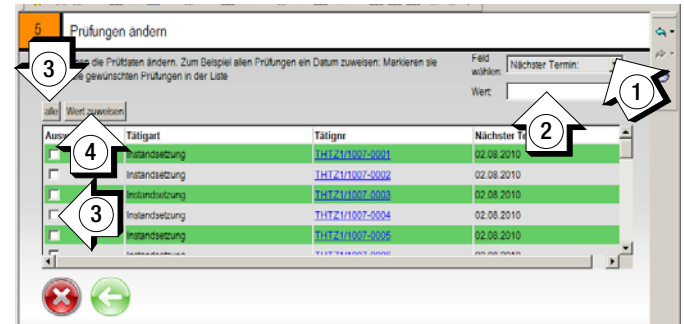 5 Prüfungen ändern
die Prüfdaten ändern. Zum Beispiel allen Prüfungen ein Datum zuweisen: Markieren sie
gewünschten Prüfungen in der Liste
Feld
wählen: Nächster Termin:
Wert:
3
1
2
alle Wert zuweisen
4
Tätigart Tätignr Nächster
Instandsetzung THTZ1/1007-0001 02.08.2010
Instandsetzung THTZ1/1007-0002 02.08.2010
Instandsetzung THTZ1/1007-0003 02.08.2010
3
Instandsetzung THTZ1/1007-0004 02.08.2010
Instandsetzung THTZ1/1007-0005 02.08.2010